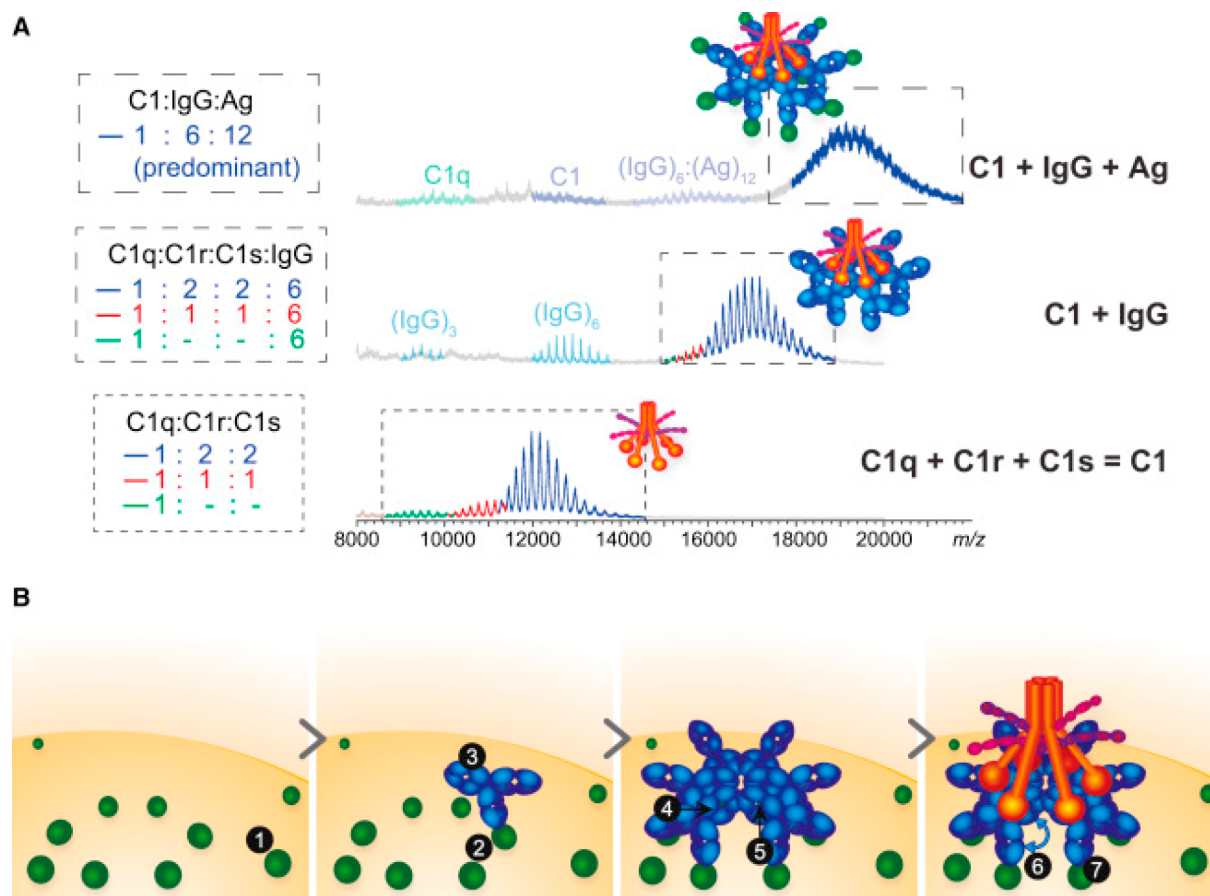 A
C1:IgG:Ag
— 1 : 6 : 12
(predominant)
C1q
C1
(IgG)₆:(Ag)₁₂
C1 + IgG + Ag
C1q:C1r:C1s:IgG
— 1 : 2 : 2 : 6
— 1 : 1 : 1 : 6
— 1 : - : - : 6
(IgG)₃
(IgG)₆
C1 + IgG
C1q:C1r:C1s
— 1 : 2 : 2
— 1 : 1 : 1
— 1 : - : -
C1q + C1r + C1s = C1
8000 10000 12000 14000 16000 18000 20000 m/z
B
1
3
2
4
5
6
7